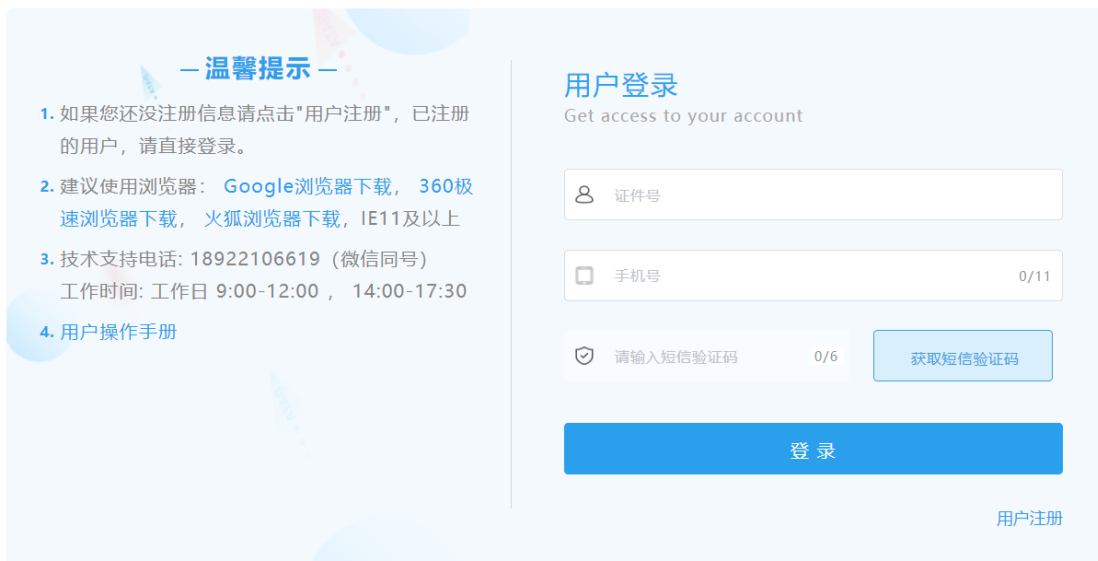 — 温馨提示 —
1. 如果您还没注册信息请点击"用户注册"，已注册
的用户，请直接登录。
2. 建议使用浏览器： Google浏览器下载， 360极
速浏览器下载， 火狐浏览器下载，IE11及以上
3. 技术支持电话: 18922106619（微信同号）
工作时间: 工作日 9:00-12:00 ， 14:00-17:30
4. 用户操作手册
用户登录
Get access to your account
证件号
手机号 0/11
请输入短信验证码 0/6 获取短信验证码
登 录
用户注册